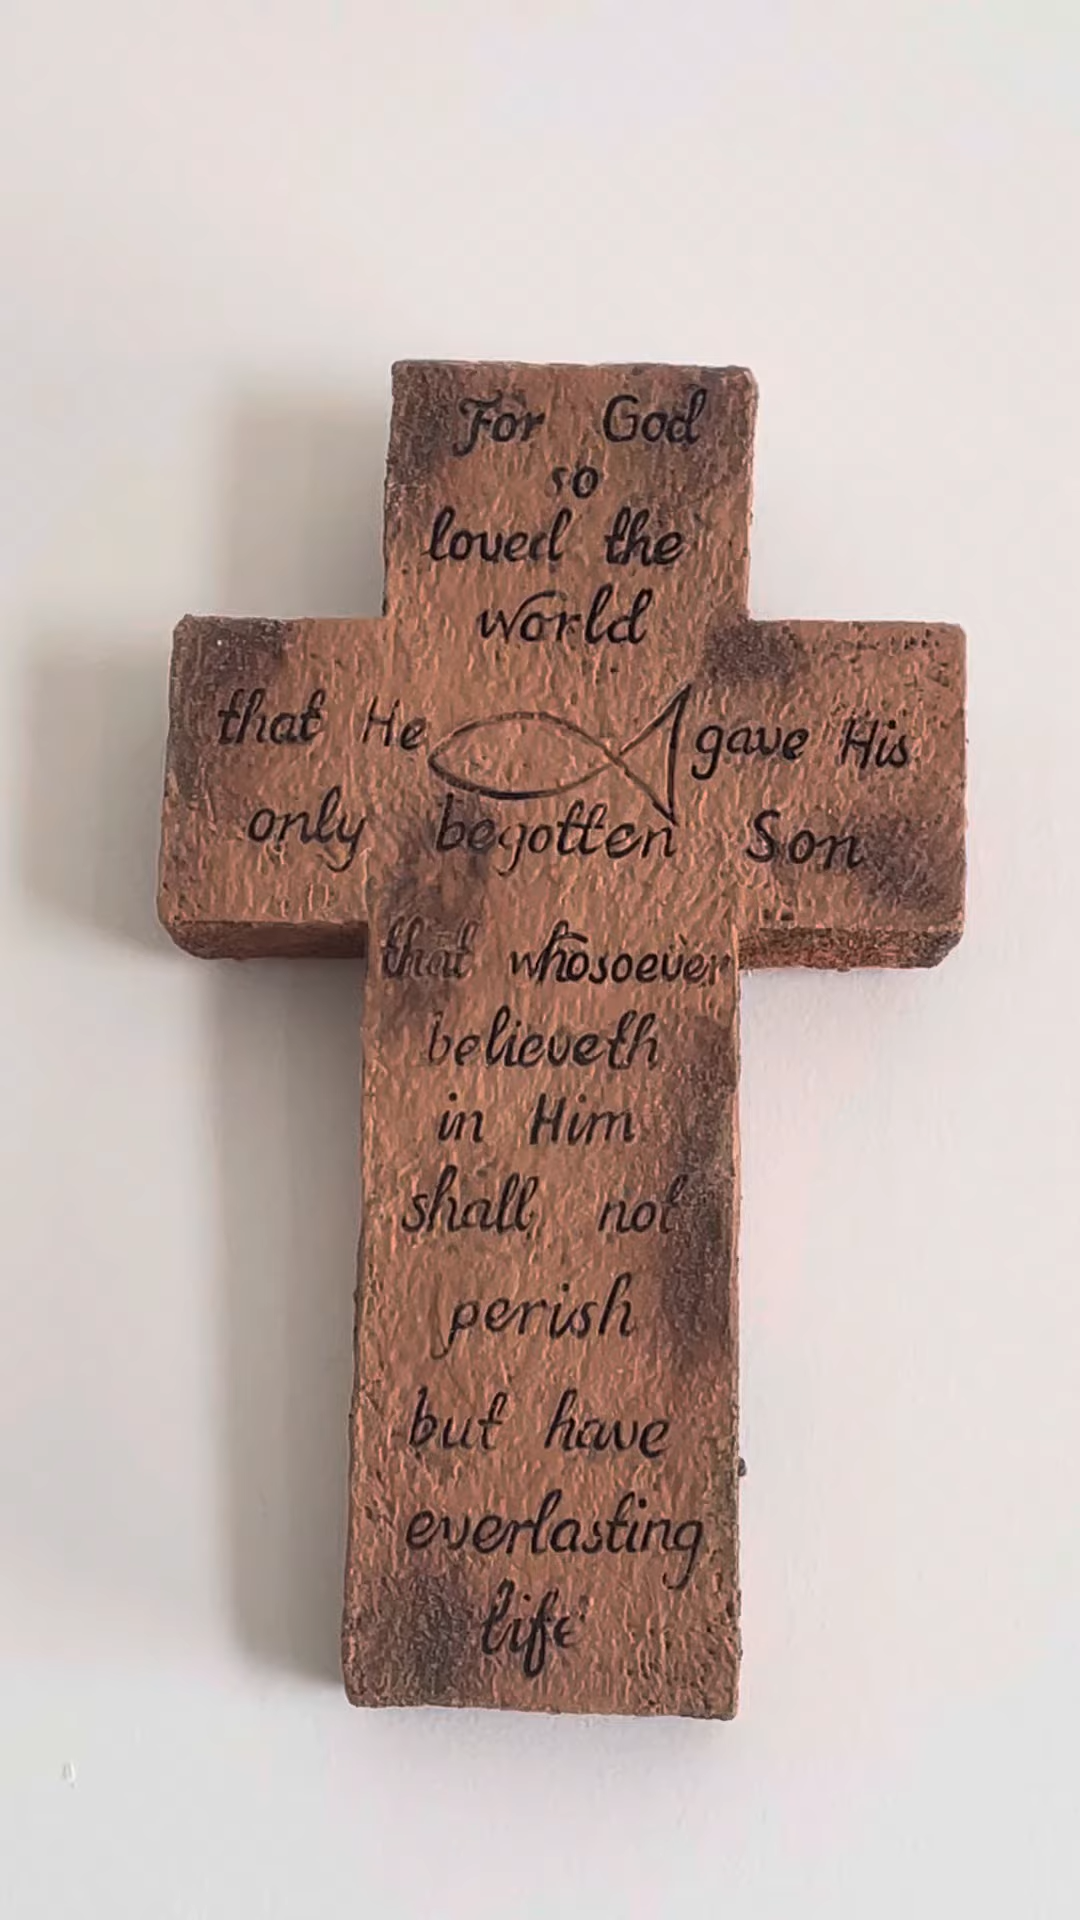 For God
so
loved the
world
that He gave His
only begotten Son
that whosoever
believeth
in Him
shall not
perish
but have
everlasting
life